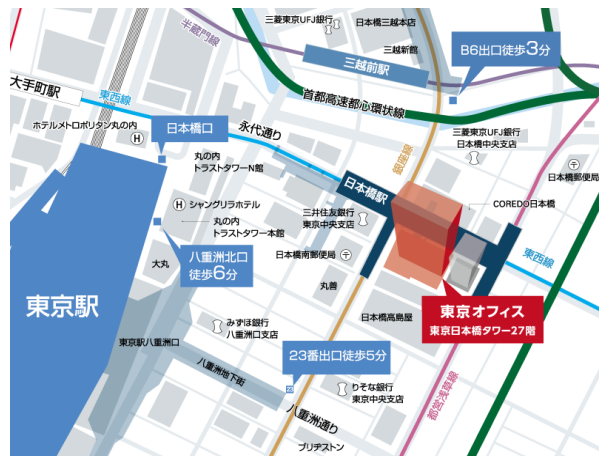 半蔵門線
三菱東京UFJ銀行
日本橋三越本店
三越新館
三越前駅
B6出口徒歩3分
大手町駅
東西線
首都高速都心環状線
ホテルメトロポリタン丸の内
H
日本橋口
永代通り
三菱東京UFJ銀行
日本橋中央支店
丸の内
トラストタワーN館
銀座線
日本橋郵便局
日本橋駅
シャングリラホテル
H
COREDO日本橋
丸の内
トラストタワー本館
三井住友銀行
東京中央支店
八重洲北口
徒歩6分
大丸
日本橋南郵便局
東西線
丸善
東京駅
東京オフィス
東京日本橋タワー27階
日本橋高島屋
みずほ銀行
八重洲口支店
東京駅八重洲口
23番出口徒歩5分
八重洲地下街
都営浅草線
りそな銀行
東京中央支店
八重洲通り
ブリヂストン